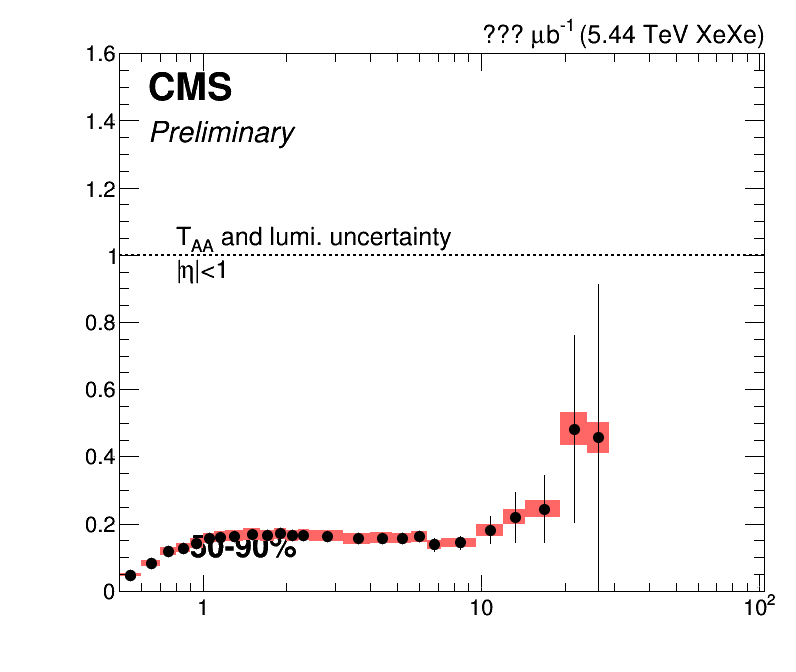 ??? μb⁻¹ (5.44 TeV XeXe)
1.6
CMS
1.4
Preliminary
1.2
T_AA and lumi. uncertainty
1
|η|<1
0.8
0.6
0.4
0.2
50-90%
0
1 10 10²